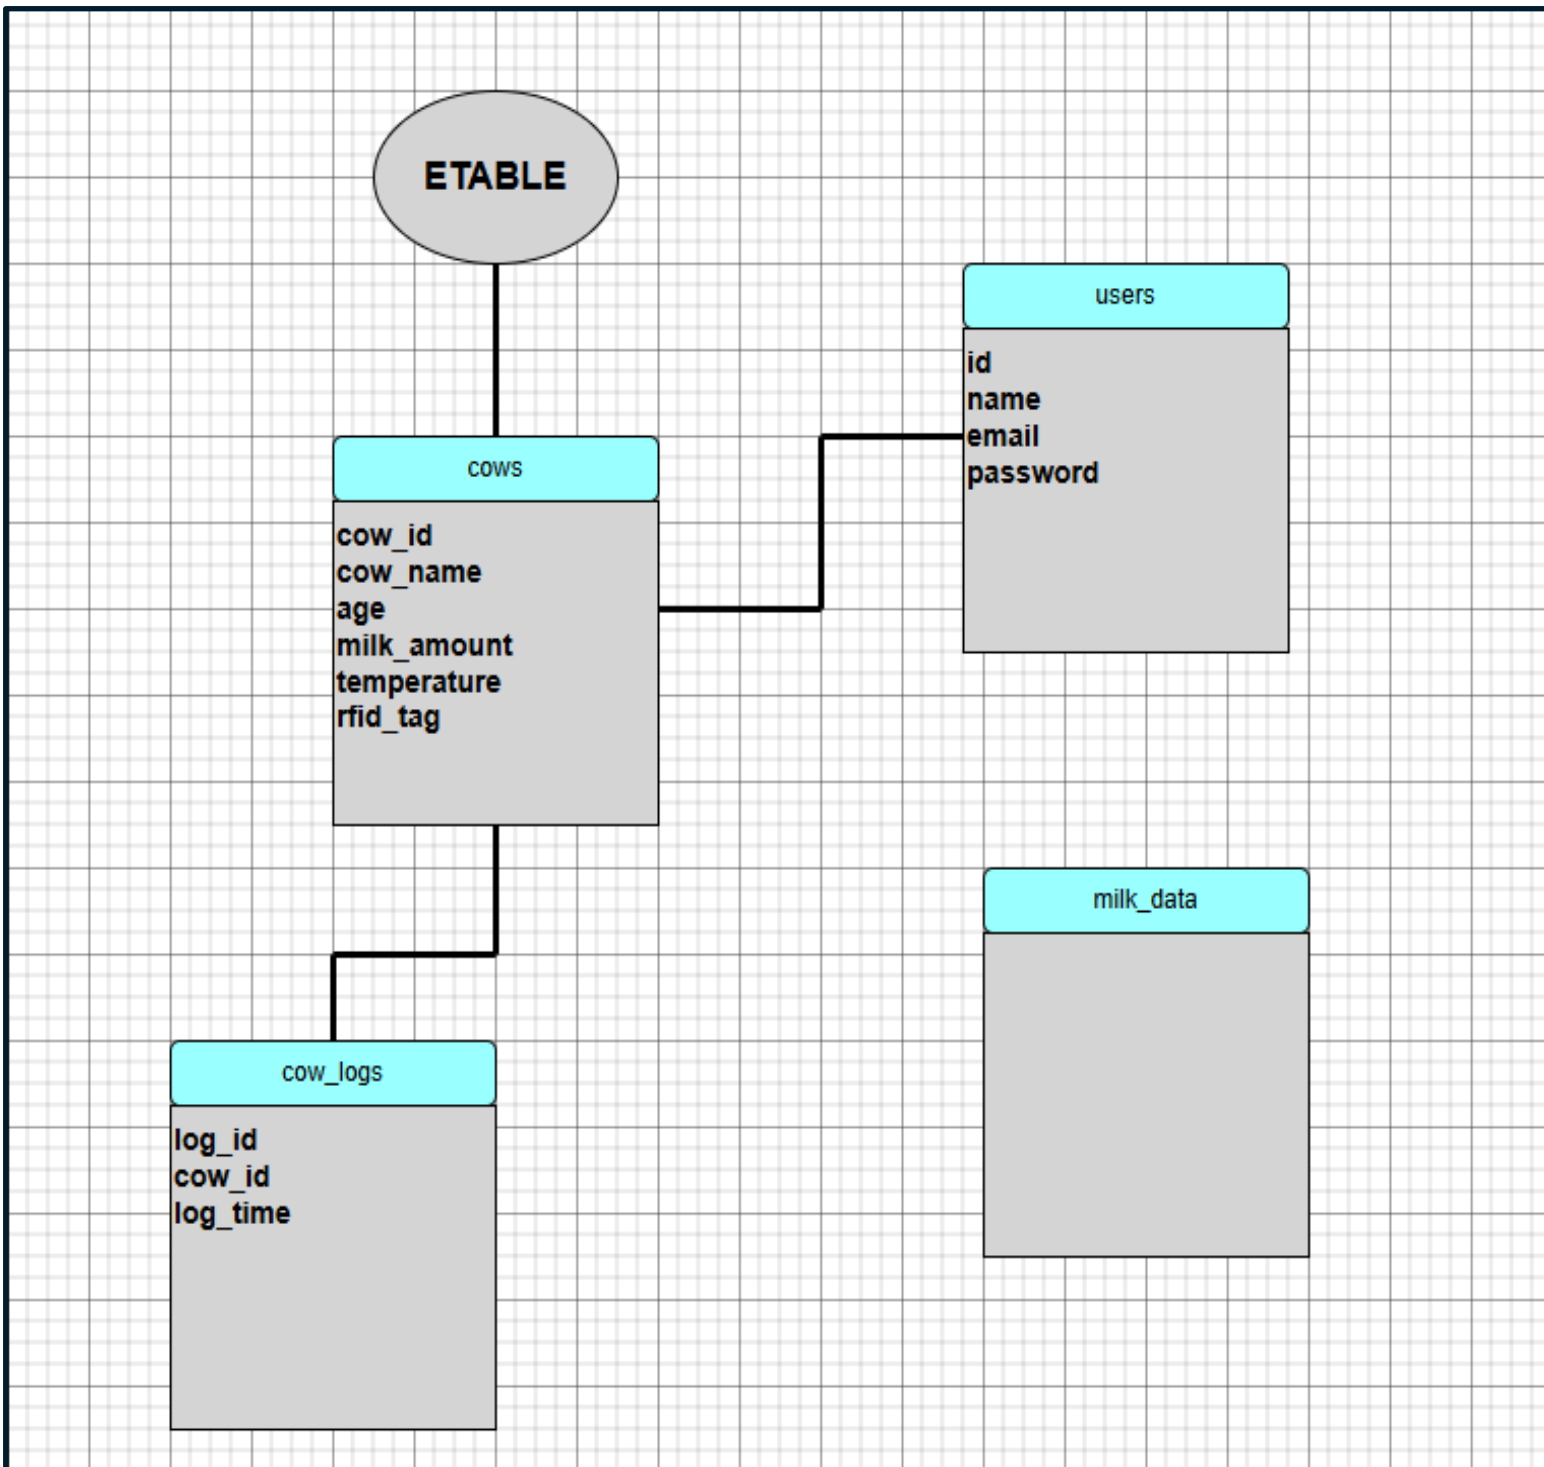 ETABLE
users
id
name
email
password
cows
cow_id
cow_name
age
milk_amount
temperature
rfid_tag
milk_data
cow_logs
log_id
cow_id
log_time